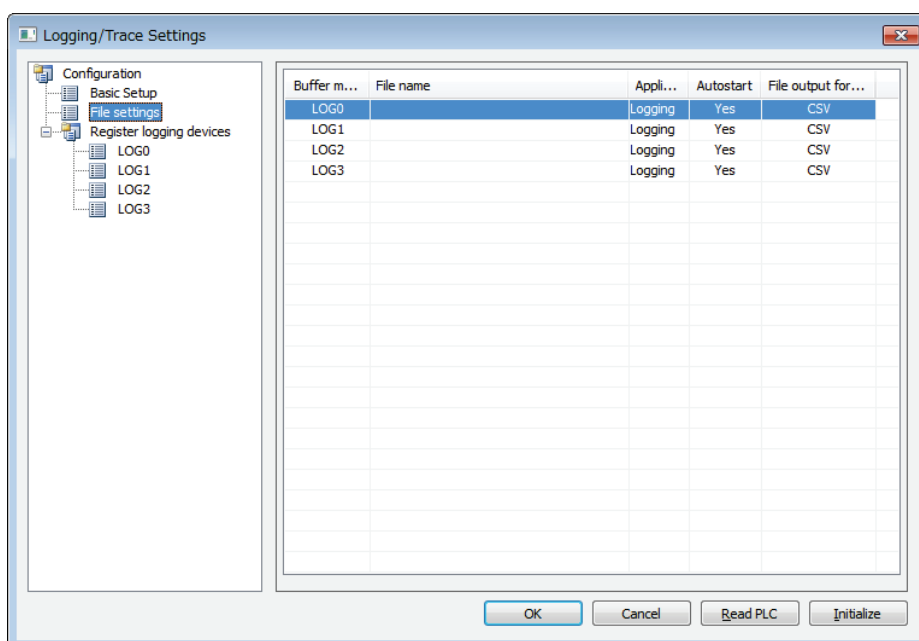 Logging/Trace Settings
Configuration
Basic Setup
File settings
Register logging devices
LOG0
LOG1
LOG2
LOG3
Buffer m... File name Appli... Autostart File output for...
LOG0 Logging Yes CSV
LOG1 Logging Yes CSV
LOG2 Logging Yes CSV
LOG3 Logging Yes CSV
OK Cancel Read PLC Initialize